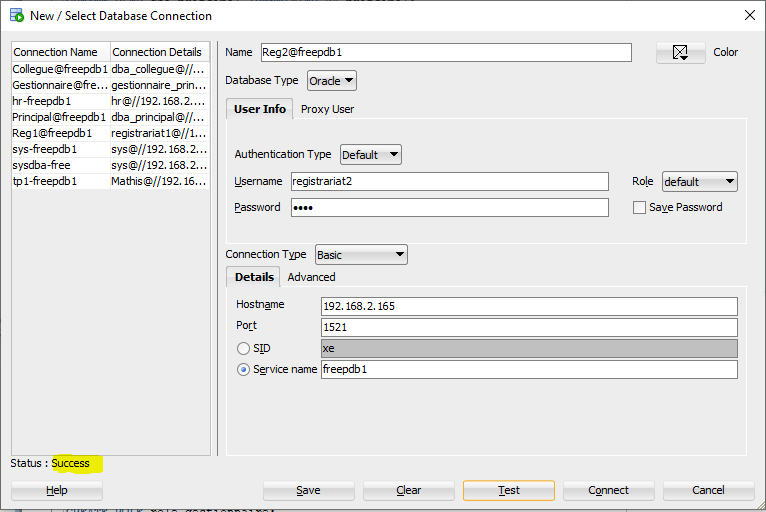 New / Select Database Connection
Connection Name Connection Details
Collegue@freepdb1 dba_collegue@//...
Gestionnaire@fre... gestionnaire_prin...
hr-freepdb1 hr@//192.168.2....
Principal@freepdb1 dba_principal@//...
Reg1@freepdb1 registrariat1@//1...
sys-freepdb1 sys@//192.168.2...
sysdba-free sys@//192.168.2...
tp1-freepdb1 Mathis@//192.16...
Name Reg2@freepdb1 Color
Database Type Oracle
User Info Proxy User
Authentication Type Default
Username registrariat2 Role default
Password •••• Save Password
Connection Type Basic
Details Advanced
Hostname 192.168.2.165
Port 1521
SID xe
Service name freepdb1
Status : Success
Help Save Clear Test Connect Cancel